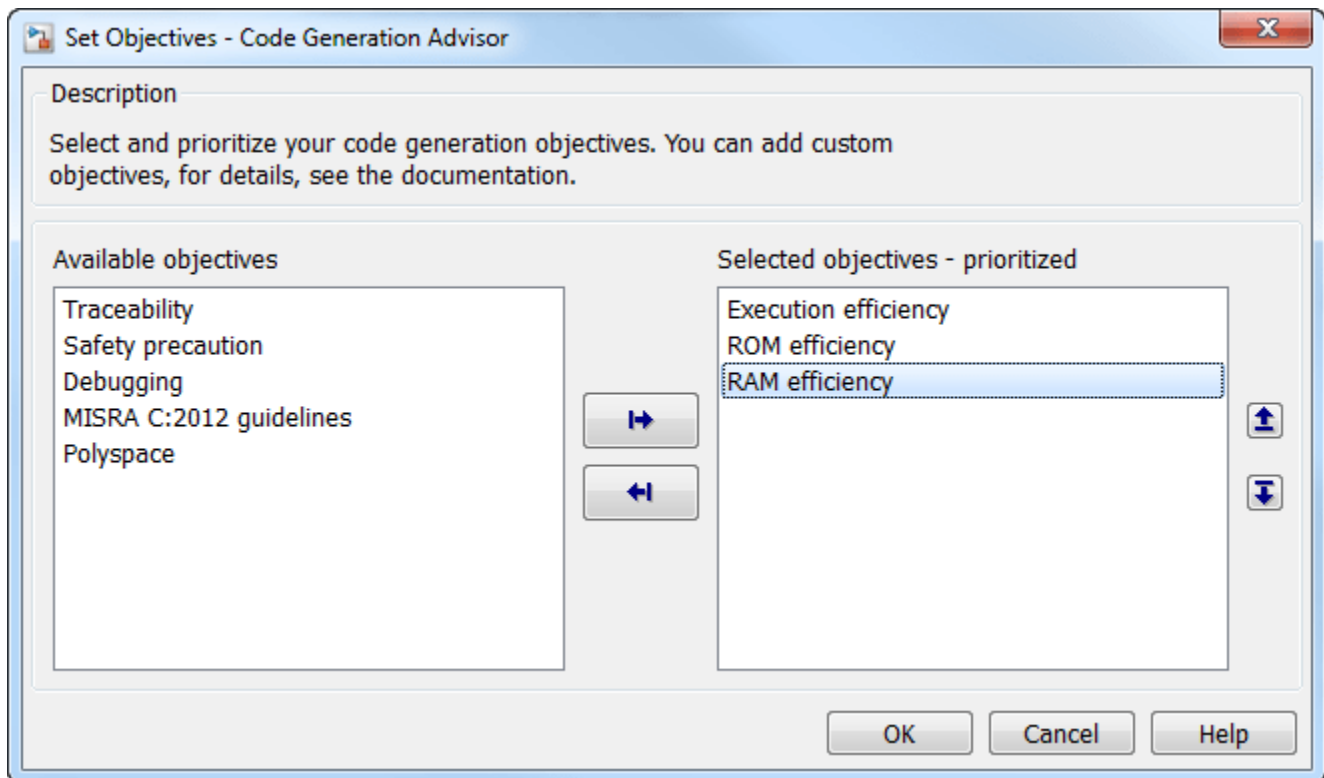 Set Objectives - Code Generation Advisor
Description
Select and prioritize your code generation objectives. You can add custom
objectives, for details, see the documentation.
Available objectives
Traceability
Safety precaution
Debugging
MISRA C:2012 guidelines
Polyspace
Selected objectives - prioritized
Execution efficiency
ROM efficiency
RAM efficiency
OK
Cancel
Help